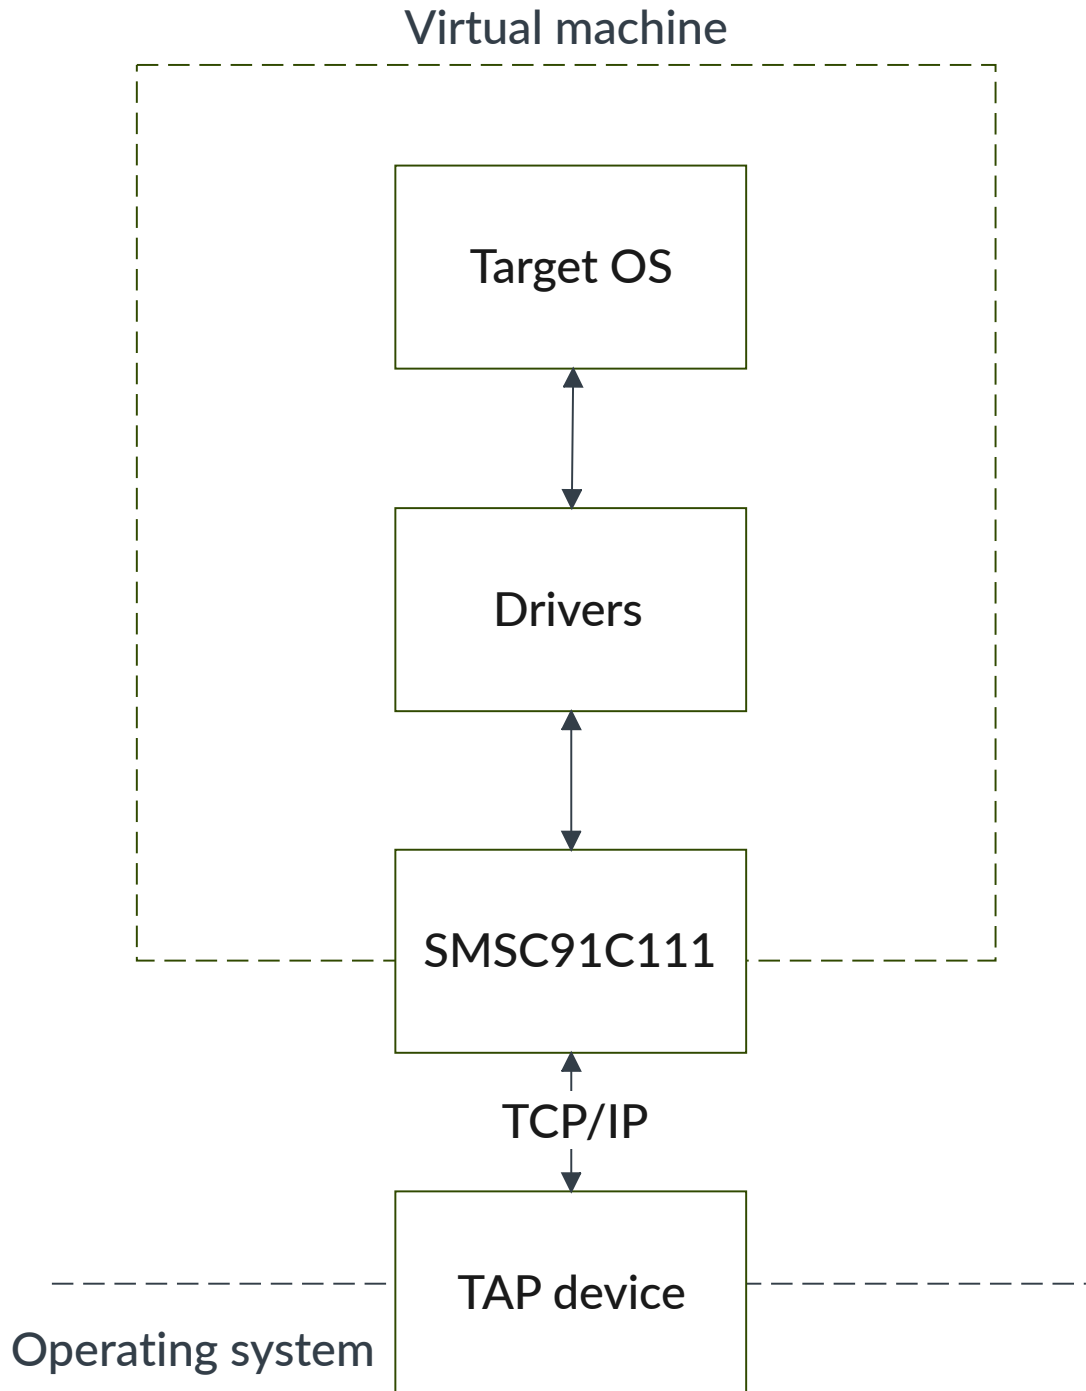 Virtual machine
Target OS
Drivers
SMSC91C111
TCP/IP
TAP device
Operating system